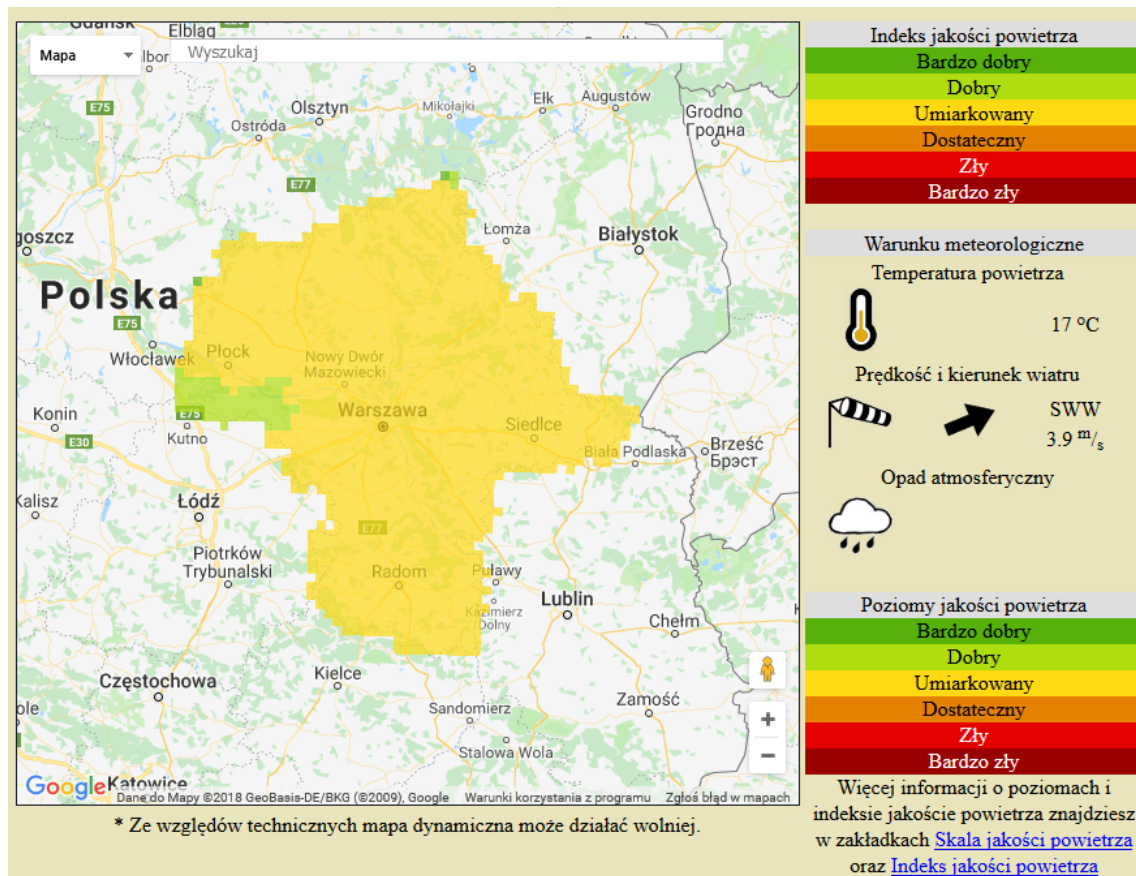 Gdańsk
Elbląg
Mapa
Wyszukaj
Olsztyn
Mikołajki
Ełk
Augustów
Ostróda
Grodno
Гродна
E75
E77
Łomża
Białystok
Polska
E75
Włocławek
Płock
Nowy Dwór
Mazowiecki
Konin
E75
Warszawa
Siedlce
Kutno
E30
Biała Podlaska
Brześć
Брэст
Kalisz
Łódź
E77
Piotrków
Trybunalski
Radom
Puławy
Kazimierz
Dolny
Lublin
Chełm
Kielce
Częstochowa
Zamość
Sandomierz
Stalowa Wola
Google
Katowice
Dane do Mapy ©2018 GeoBasis-DE/BKG (©2009), Google
Warunki korzystania z programu
Zgłoś błąd w mapach
* Ze względów technicznych mapa dynamiczna może działać wolniej.
Indeks jakości powietrza
Bardzo dobry
Dobry
Umiarkowany
Dostateczny
Zły
Bardzo zły
Warunku meteorologiczne
Temperatura powietrza
17 °C
Prędkość i kierunek wiatru
SWW
3.9 m/s
Opad atmosferyczny
Poziomy jakości powietrza
Bardzo dobry
Dobry
Umiarkowany
Dostateczny
Zły
Bardzo zły
Więcej informacji o poziomach i
indeksie jakoście powietrza znajdziesz
w zakładkach Skala jakości powietrza
oraz Indeks jakości powietrza